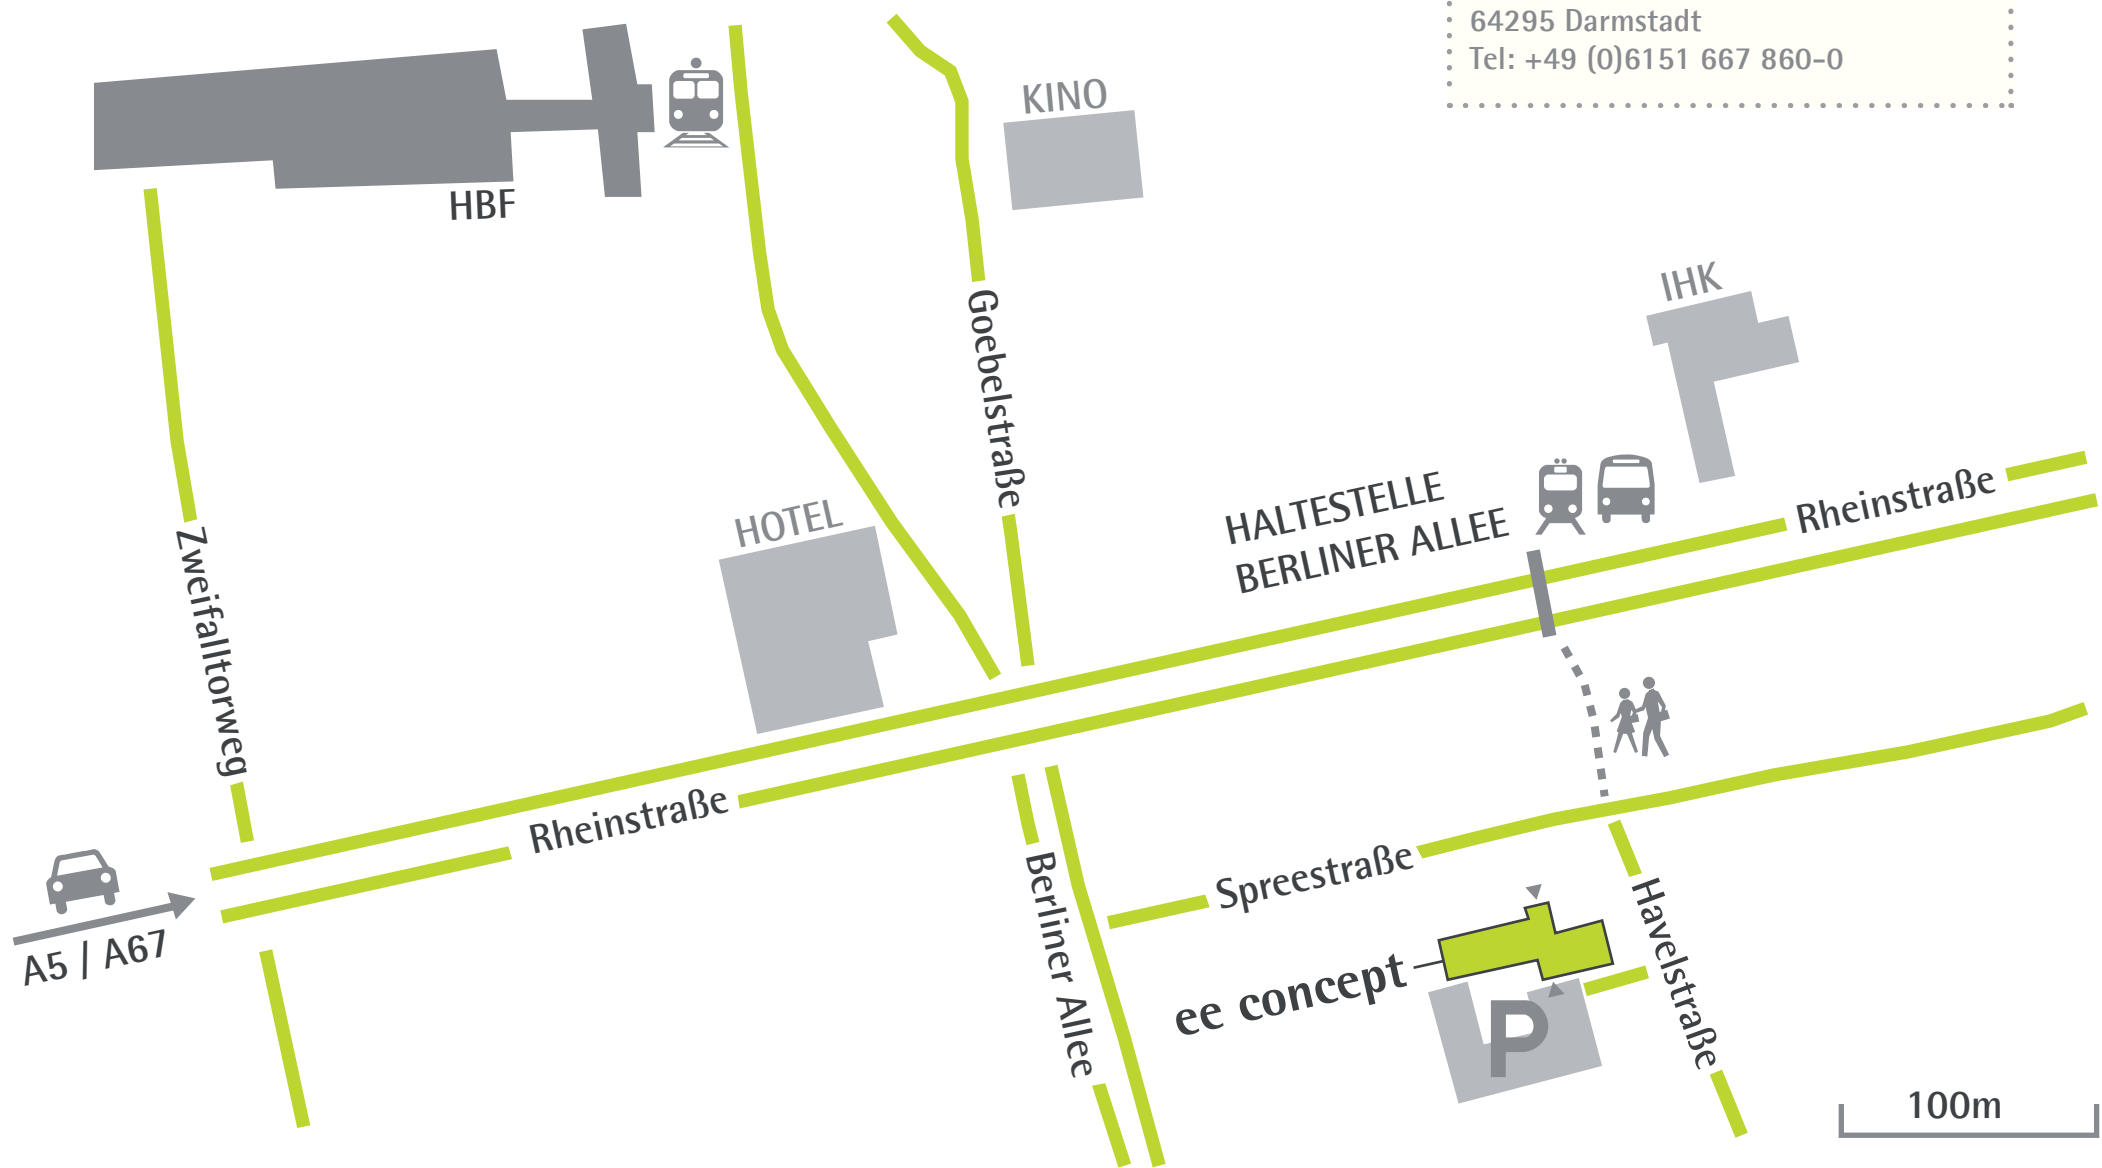 64295 Darmstadt
Tel: +49 (0)6151 667 860-0
KINO
HBF
IHK
Goebelstraße
HALTESTELLE
BERLINER ALLEE
Rheinstraße
HOTEL
Zweifalltorweg
Rheinstraße
Spreestraße
Berliner Allee
Havelstraße
A5 / A67
ee concept
P
100m